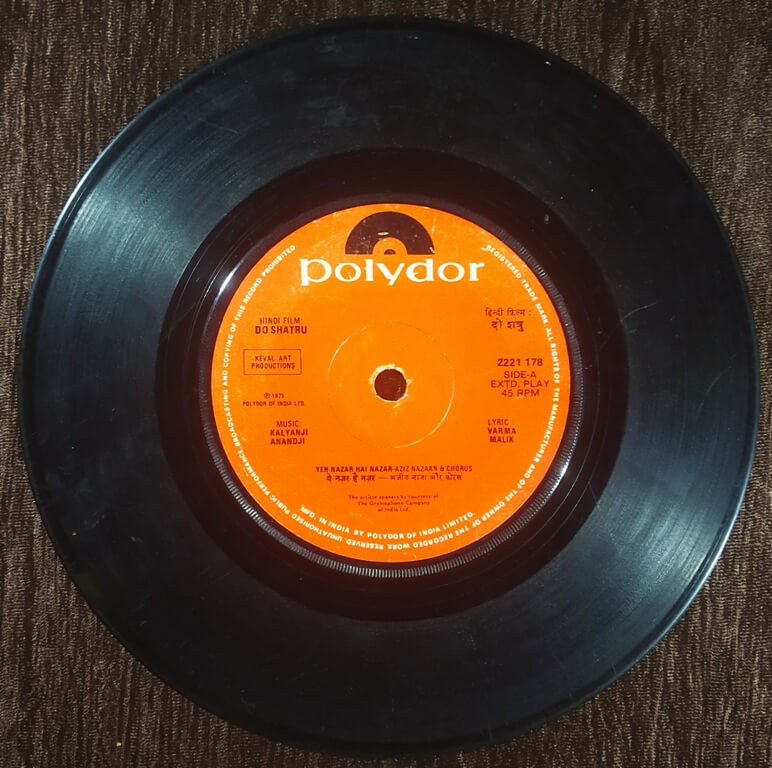 polydor
HINDI FILM:
DO SHATRU
हिन्दी फ़िल्म :
दो शत्रु
KEVAL ART
PRODUCTIONS
2221 178
SIDE-A
EXTD. PLAY
45 RPM
℗ 1975
POLYDOR OF INDIA LTD.
MUSIC:
KALYANJI
ANANDJI
LYRIC:
VARMA
MALIK
YEH NAZAR HAI NAZAR-AZIZ NAZAAN & CHORUS
ये नज़र है नज़र — अज़ीज़ नाज़ा और कोरस
The artiste appears by courtesy of
The Gramophone Company
of India Ltd.
REGISTERED TRADE MARK. ALL RIGHTS OF THE MANUFACTURER AND OF THE OWNER OF THE RECORDED WORK RESERVED. UNAUTHORISED PUBLIC PERFORMANCE, BROADCASTING AND COPYING OF THIS RECORD PROHIBITED
MFD. IN INDIA BY POLYDOR OF INDIA LIMITED.